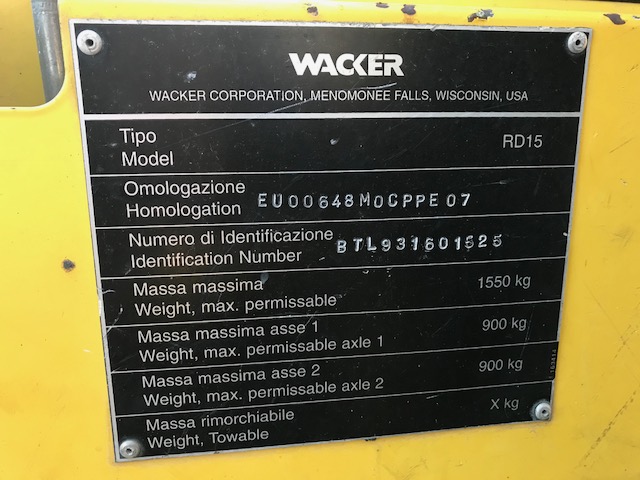 WACKER
WACKER CORPORATION, MENOMONEE FALLS, WISCONSIN, USA
Tipo
Model RD15
Omologazione
Homologation EU00648M0CPPE07
Numero di Identificazione
Identification Number BTL931601525
Massa massima
Weight, max. permissable 1550 kg
Massa massima asse 1
Weight, max. permissable axle 1 900 kg
Massa massima asse 2
Weight, max. permissable axle 2 900 kg
Massa rimorchiabile
Weight, Towable X kg